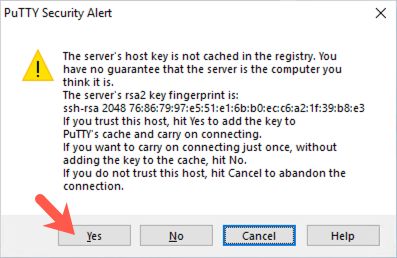 PuTTY Security Alert
The server's host key is not cached in the registry. You
have no guarantee that the server is the computer you
think it is.
The server's rsa2 key fingerprint is:
ssh-rsa 2048 76:86:79:97:e5:51:e1:6b:b0:ec:c6:a2:1f:39:b8:e3
If you trust this host, hit Yes to add the key to
PuTTY's cache and carry on connecting.
If you want to carry on connecting just once, without
adding the key to the cache, hit No.
If you do not trust this host, hit Cancel to abandon the
connection.
Yes No Cancel Help